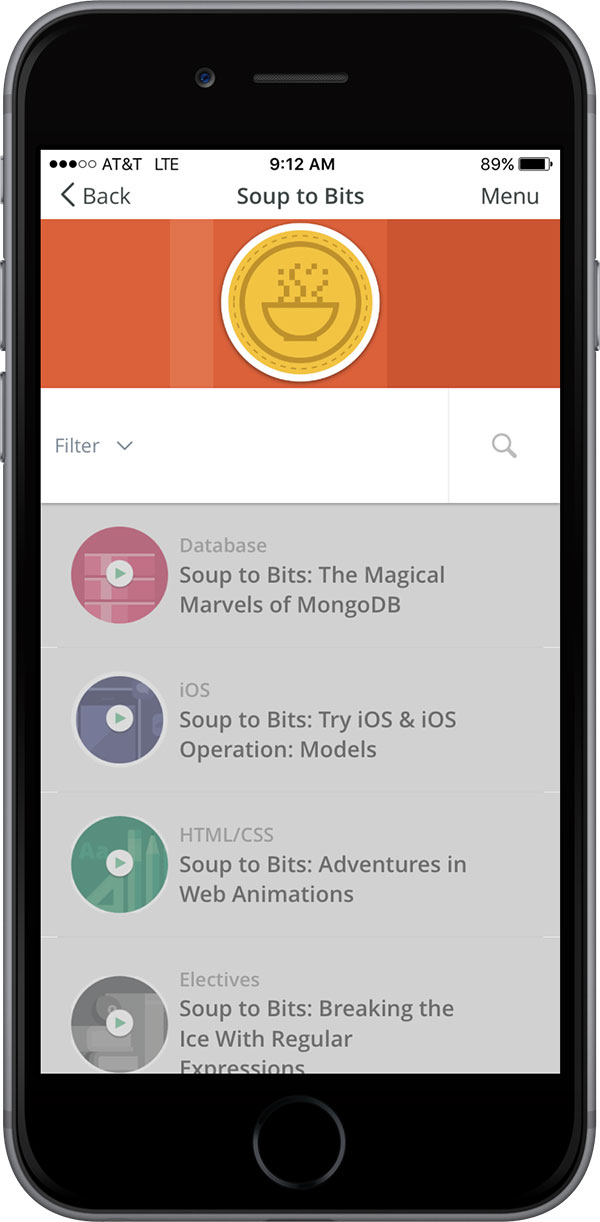 AT&T LTE 9:12 AM 89%
Back Soup to Bits Menu
Filter
Database
Soup to Bits: The Magical
Marvels of MongoDB
iOS
Soup to Bits: Try iOS & iOS
Operation: Models
HTML/CSS
Aa
Soup to Bits: Adventures in
Web Animations
Electives
Soup to Bits: Breaking the
Ice With Regular
Expressions